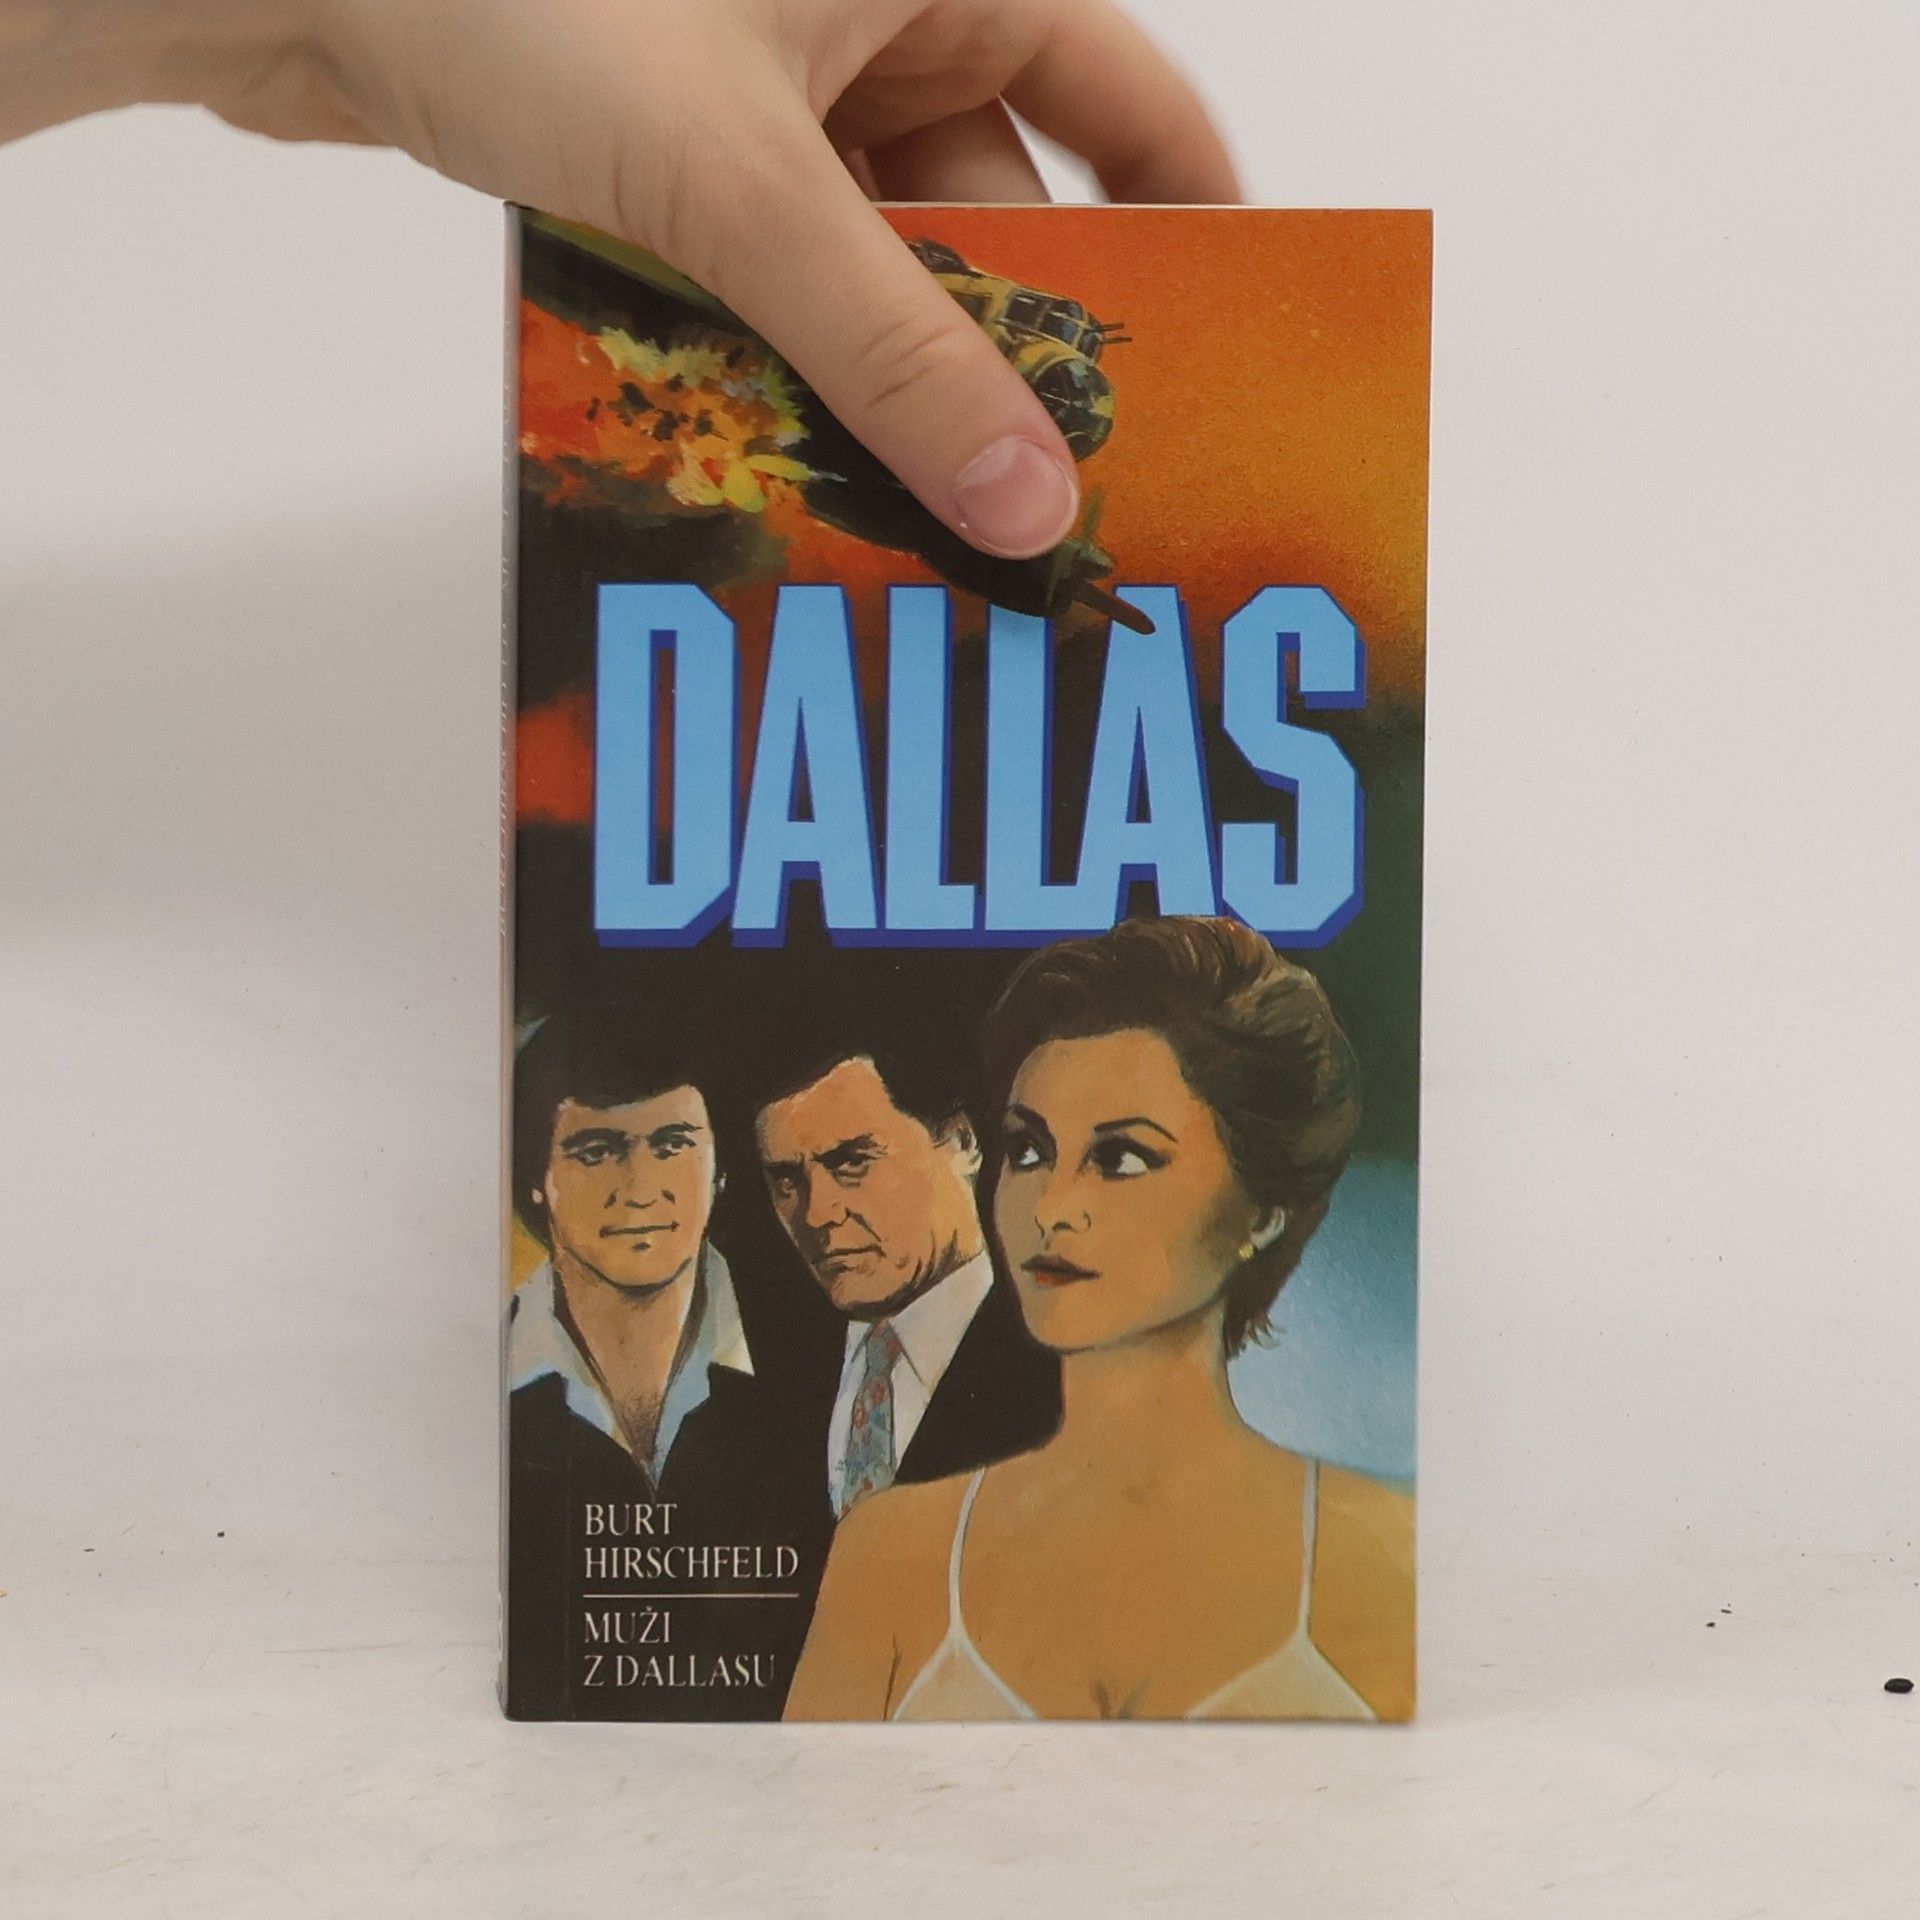 DALLAS
BURT
HIRSCHFELD
MUŽI
Z DALLASU